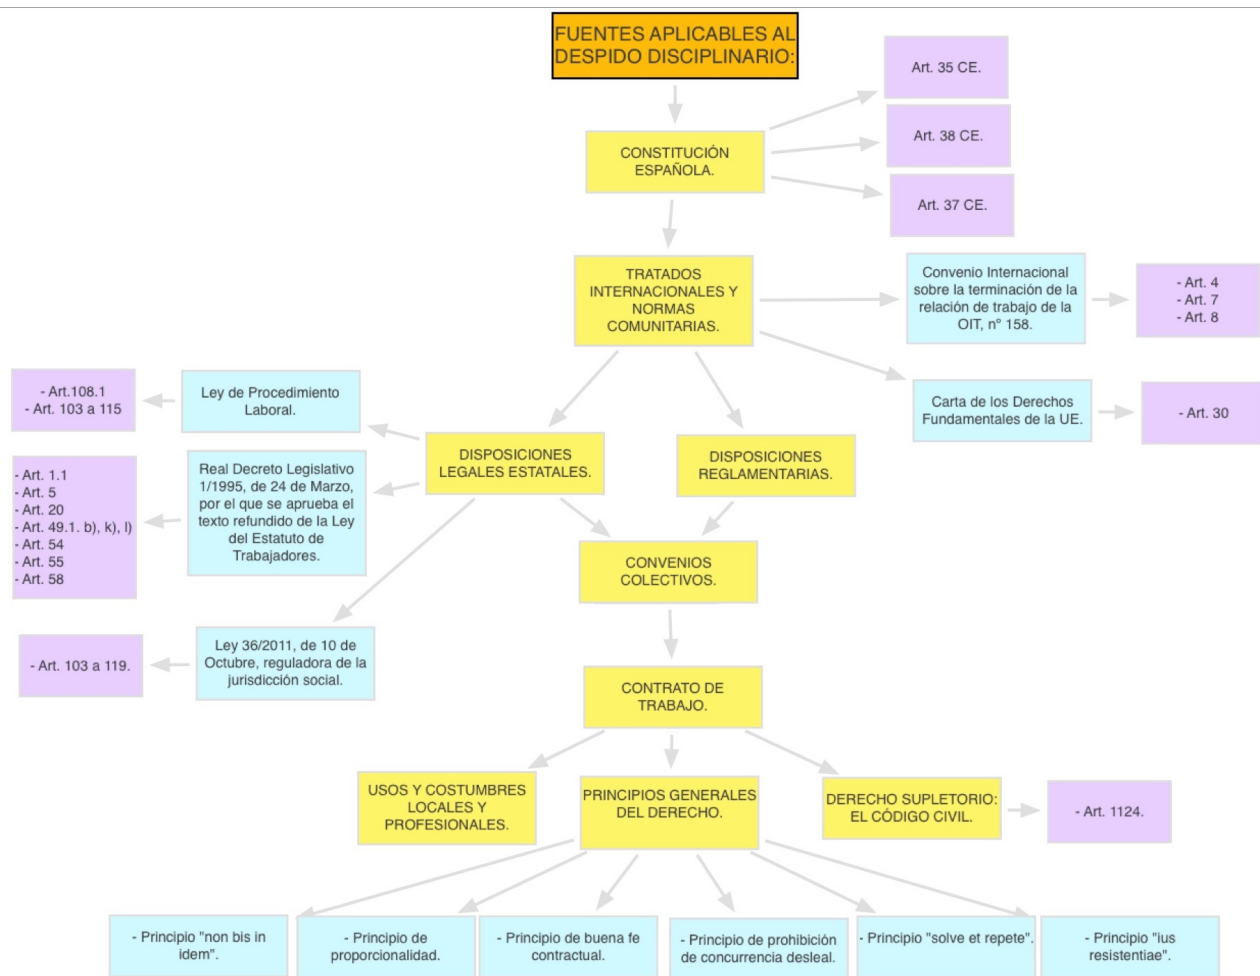 FUENTES APLICABLES AL
DESPIDO DISCIPLINARIO:
Art. 35 CE.
CONSTITUCIÓN
ESPAÑOLA.
Art. 38 CE.
Art. 37 CE.
TRATADOS
INTERNACIONALES Y
NORMAS
COMUNITARIAS.
Convenio Internacional
sobre la terminación de la
relación de trabajo de la
OIT, n° 158.
- Art. 4
- Art. 7
- Art. 8
Carta de los Derechos
Fundamentales de la UE.
- Art. 30
- Art.108.1
- Art. 103 a 115
Ley de Procedimiento
Laboral.
DISPOSICIONES
LEGALES ESTATALES.
DISPOSICIONES
REGLAMENTARIAS.
- Art. 1.1
- Art. 5
- Art. 20
- Art. 49.1. b), k), l)
- Art. 54
- Art. 55
- Art. 58
Real Decreto Legislativo
1/1995, de 24 de Marzo,
por el que se aprueba el
texto refundido de la Ley
del Estatuto de
Trabajadores.
CONVENIOS
COLECTIVOS.
- Art. 103 a 119.
Ley 36/2011, de 10 de
Octubre, reguladora de la
jurisdicción social.
CONTRATO DE
TRABAJO.
USOS Y COSTUMBRES
LOCALES Y
PROFESIONALES.
PRINCIPIOS GENERALES
DEL DERECHO.
DERECHO SUPLETORIO:
EL CÓDIGO CIVIL.
- Art. 1124.
- Principio "non bis in
idem".
- Principio de
proporcionalidad.
- Principio de buena fe
contractual.
- Principio de prohibición
de concurrencia desleal.
- Principio "solve et repete".
- Principio "ius
resistentiae".